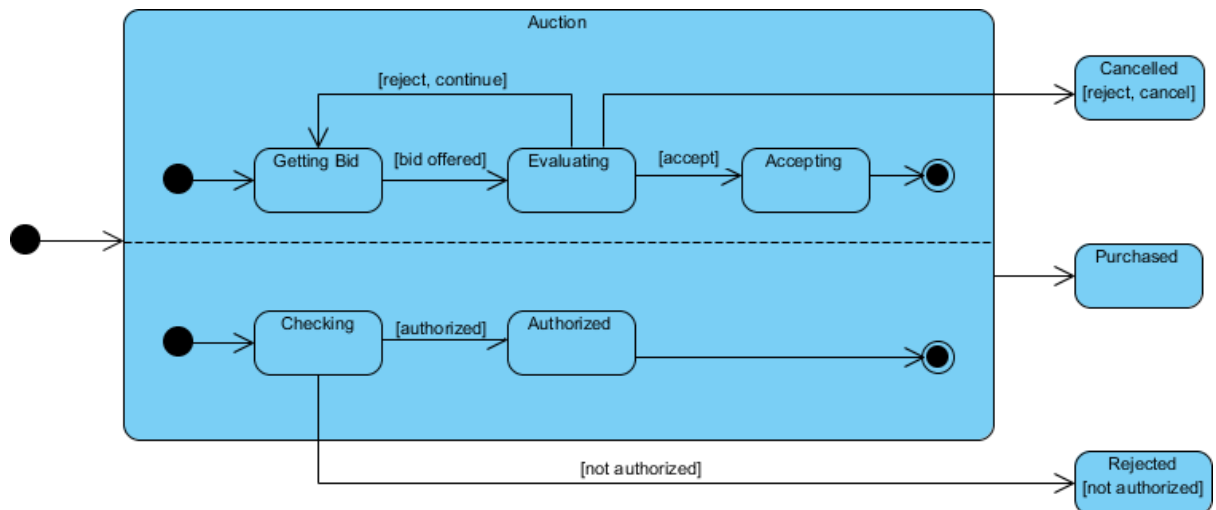 Auction
[reject, continue]
Cancelled
[reject, cancel]
Getting Bid
[bid offered]
Evaluating
[accept]
Accepting
Purchased
Checking
[authorized]
Authorized
[not authorized]
Rejected
[not authorized]